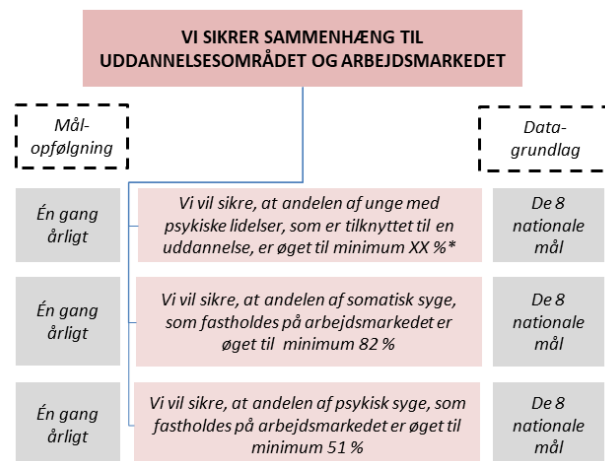 VI SIKRER SAMMENHÆNG TIL
UDDANNELSESOMRÅDET OG ARBEJDSMARKEDET
Mål-
opfølgning
Data-
grundlag
Én gang
årligt
Vi vil sikre, at andelen af unge med
psykiske lidelser, som er tilknyttet til en
uddannelse, er øget til minimum XX %*
De 8
nationale
mål
Én gang
årligt
Vi vil sikre, at andelen af somatisk syge,
som fastholdes på arbejdsmarkedet er
øget til minimum 82 %
De 8
nationale
mål
Én gang
årligt
Vi vil sikre, at andelen af psykisk syge, som
fastholdes på arbejdsmarkedet er øget til
minimum 51 %
De 8
nationale
mål